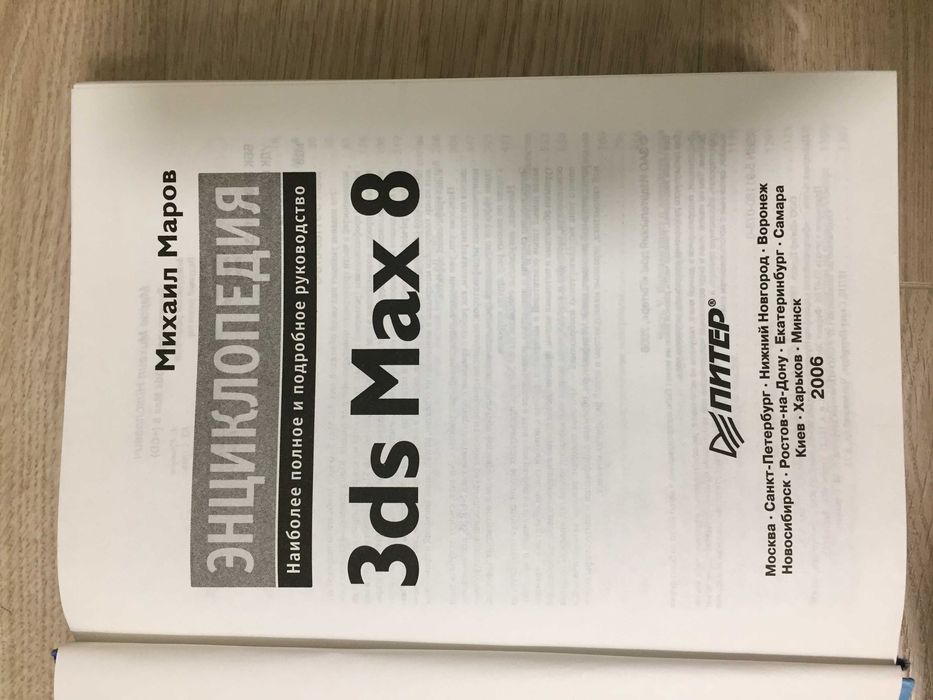 Михаил Маров
ЭНЦИКЛОПЕДИЯ
Наиболее полное и подробное руководство
3ds Max 8
ПИТЕР®
Москва · Санкт-Петербург · Нижний Новгород · Воронеж
Новосибирск · Ростов-на-Дону · Екатеринбург · Самара
Киев · Харьков · Минск
2006